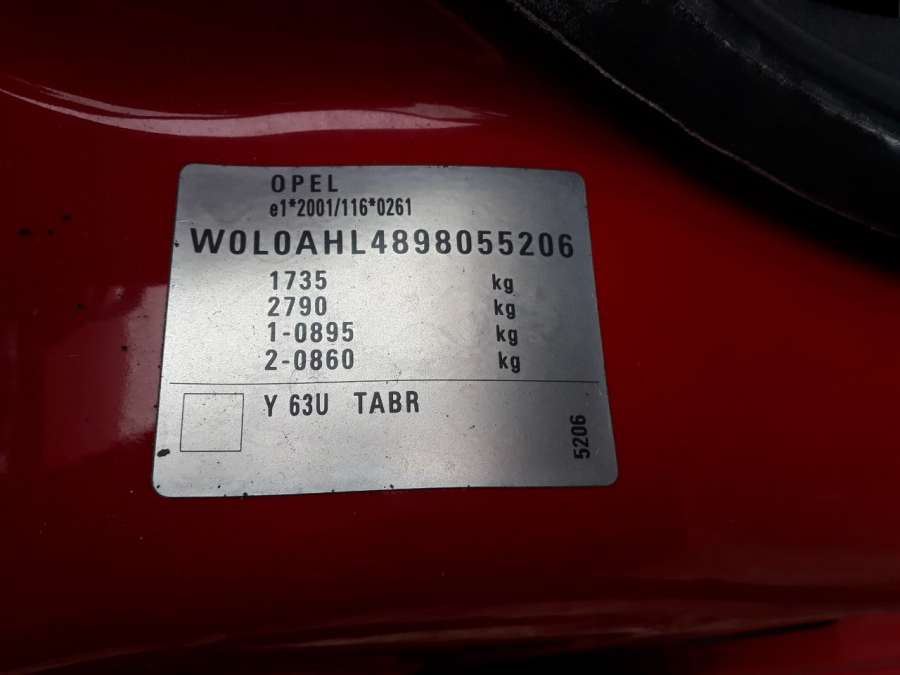 OPEL
e1*2001/116*0261
W0L0AHL4898055206
1735 kg
2790 kg
1-0895 kg
2-0860 kg
Y 63U TABR
5206